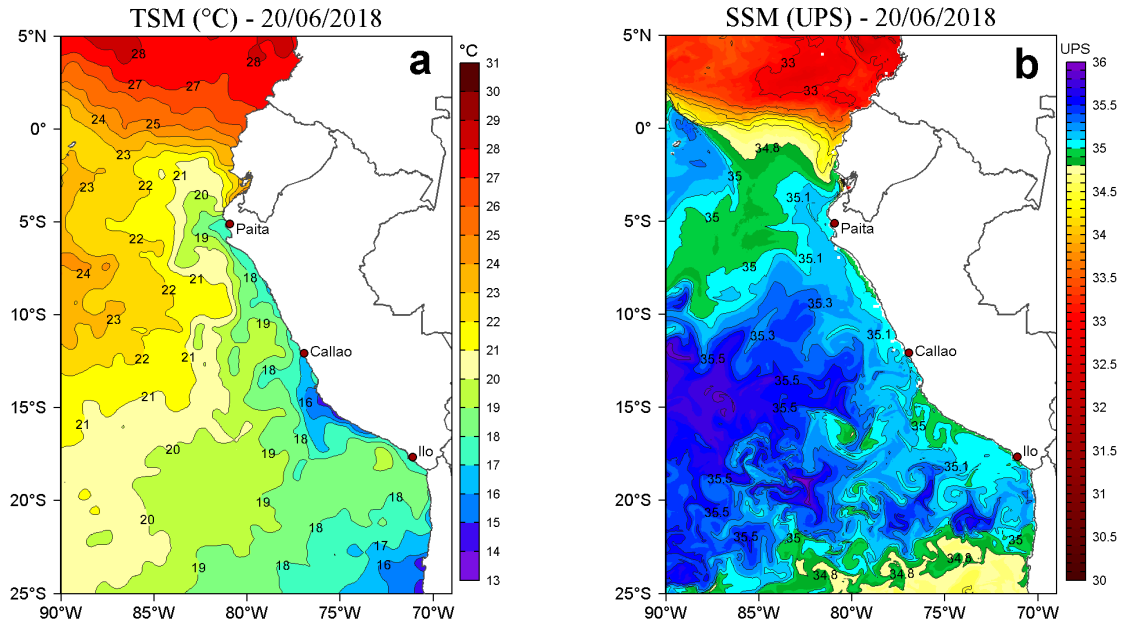 TSM (°C) - 20/06/2018
SSM (UPS) - 20/06/2018
a
b
°C
31
30
29
28
27
26
25
24
23
22
21
20
19
18
17
16
15
14
13
UPS
36
35.5
35
34.5
34
33.5
33
32.5
32
31.5
31
30.5
30
5°N
0°
5°S
10°S
15°S
20°S
25°S
90°W
85°W
80°W
75°W
70°W
5°N
0°
5°S
10°S
15°S
20°S
25°S
90°W
85°W
80°W
75°W
70°W
Paita
Callao
Ilo
Paita
Callao
Ilo
28
28
27
27
24
25
23
21
22
23
20
22
19
24
21
18
22
23
19
22
21
18
21
16
21
18
20
19
18
19
20
18
17
19
18
16
33
33
34.8
35
35.1
35
35.1
35
35.3
35.3
35.1
35.5
35.5
35.5
35
35.1
35.5
35.5
35.5
35
35
34.8
34.8
34.8